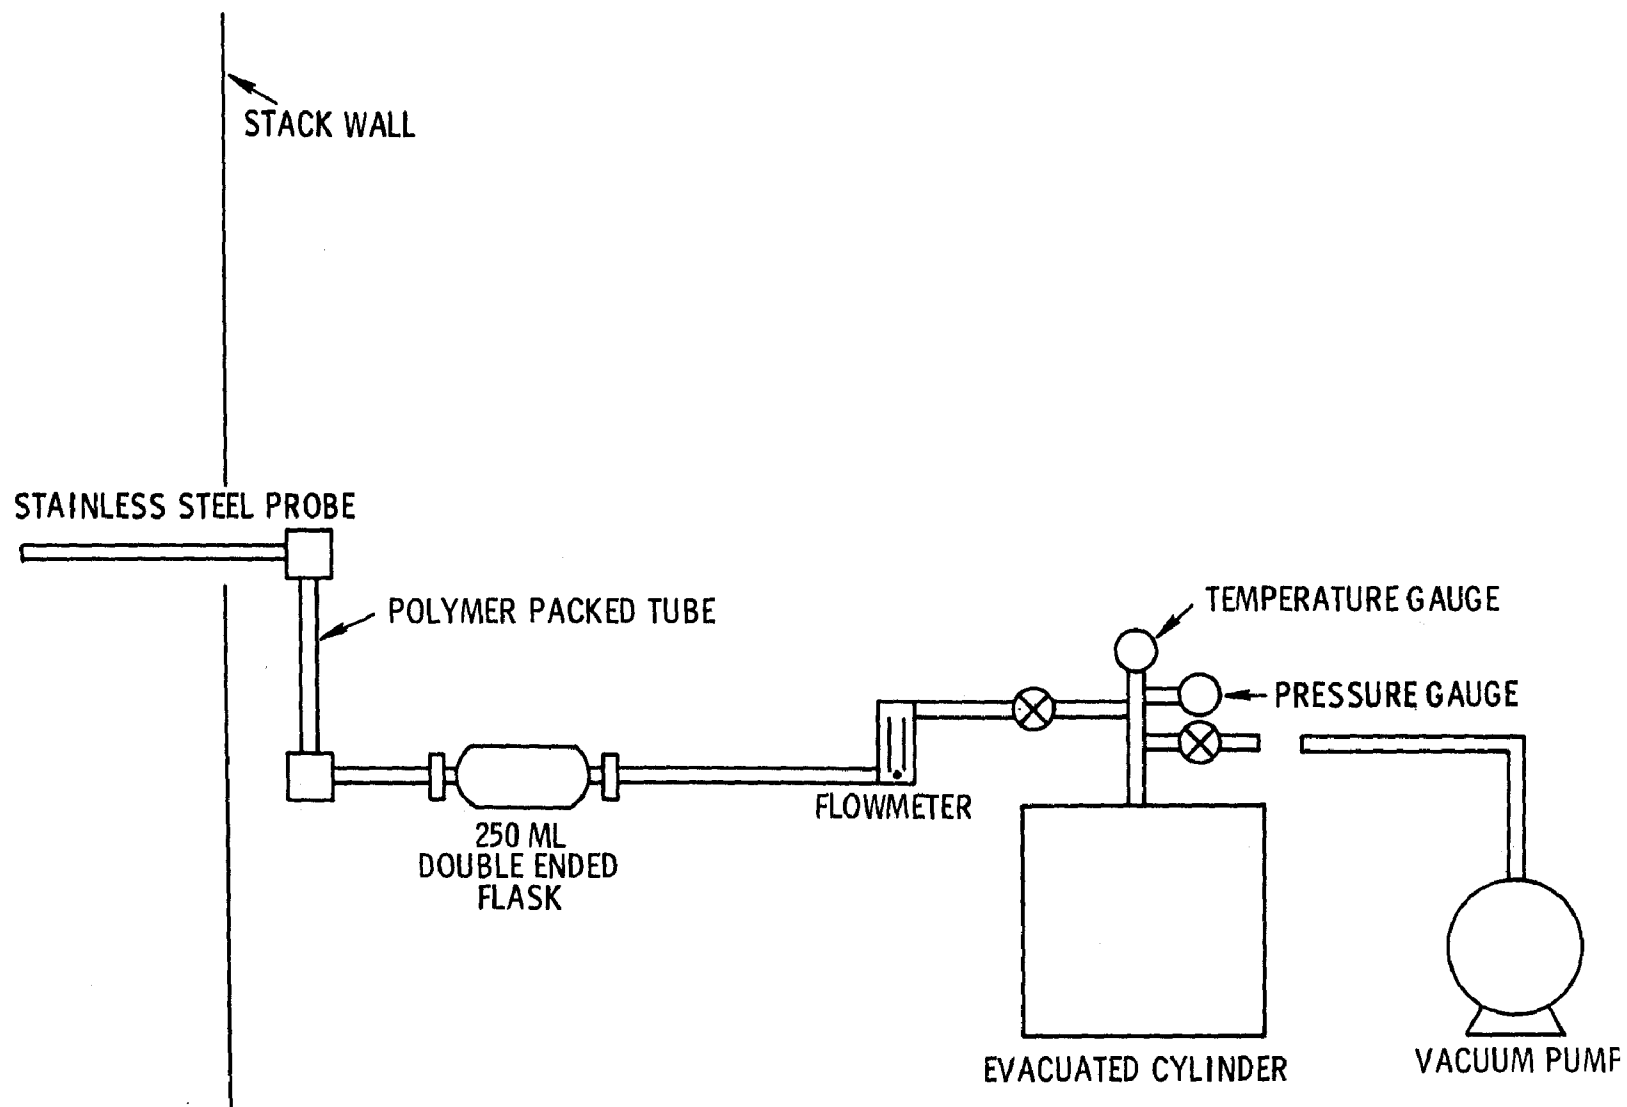 STACK WALL
STAINLESS STEEL PROBE
POLYMER PACKED TUBE
TEMPERATURE GAUGE
PRESSURE GAUGE
FLOWMETER
250 ML
DOUBLE ENDED
FLASK
EVACUATED CYLINDER
VACUUM PUMP